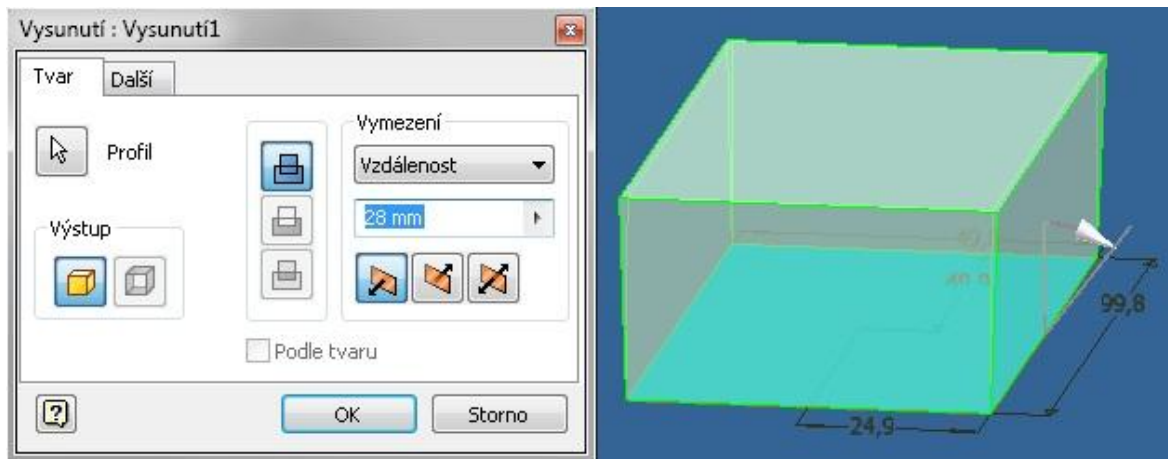 Vysunutí : Vysunutí1
Tvar
Další
Profil
Výstup
Vymezení
Vzdálenost
28 mm
Podle tvaru
OK
Storno
99,8
24,9